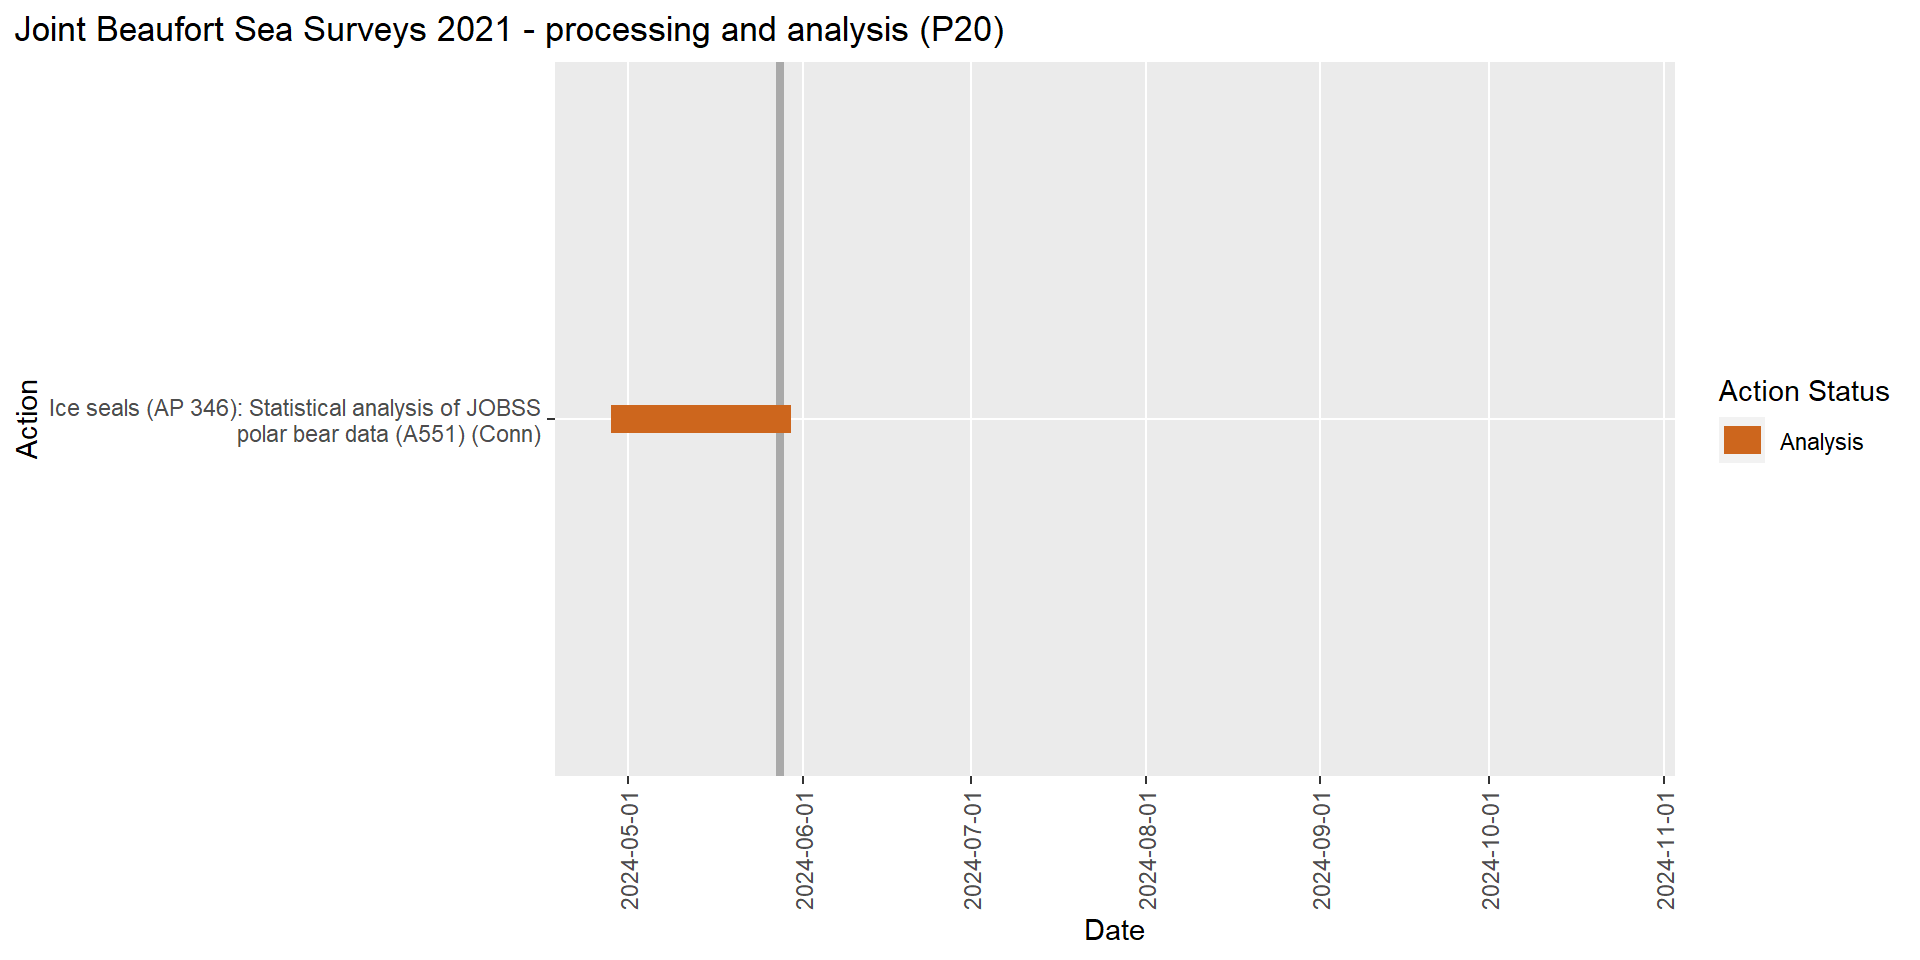 Joint Beaufort Sea Surveys 2021 - processing and analysis (P20)
Action
Ice seals (AP 346): Statistical analysis of JOBSS
polar bear data (A551) (Conn)
Action Status
Analysis
2024-05-01
2024-06-01
2024-07-01
2024-08-01
2024-09-01
2024-10-01
2024-11-01
Date